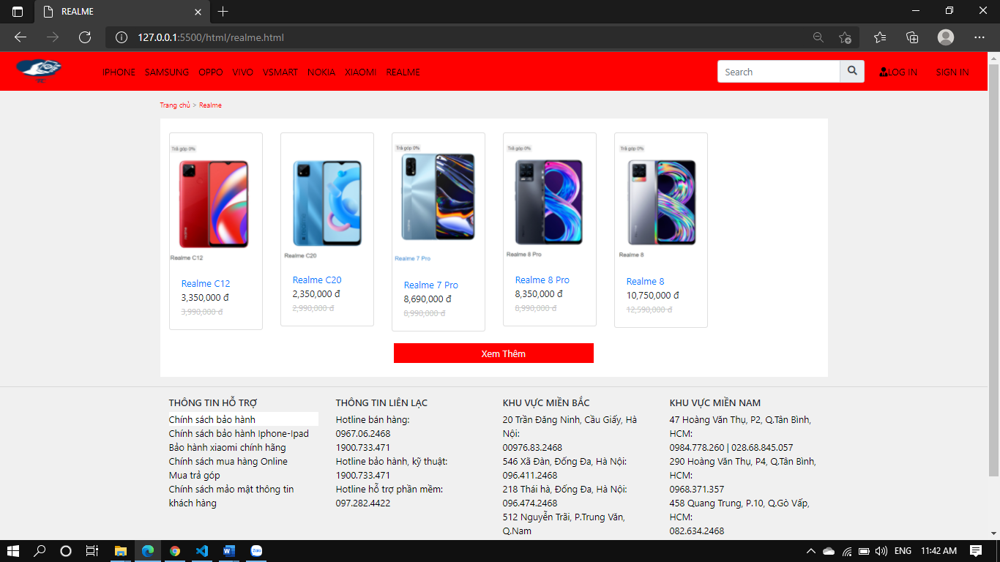 REALME
127.0.0.1:5500/html/realme.html
IPHONE SAMSUNG OPPO VIVO VSMART NOKIA XIAOMI REALME
Search
LOG IN
SIGN IN
Trang chủ > Realme
Trả góp 0%
Realme C12
Realme C12
3,350,000 đ
3,990,000 đ
Realme C20
Realme C20
2,350,000 đ
2,990,000 đ
Trả góp 0%
Realme 7 Pro
Realme 7 Pro
8,690,000 đ
8,990,000 đ
Trả góp 0%
Realme 8 Pro
Realme 8 Pro
8,350,000 đ
8,990,000 đ
Trả góp 0%
Realme 8
Realme 8
10,750,000 đ
12,590,000 đ
Xem Thêm
THÔNG TIN HỖ TRỢ
Chính sách bảo hành
Chính sách bảo hành Iphone-Ipad
Bảo hành xiaomi chính hãng
Chính sách mua hàng Online
Mua trả góp
Chính sách mảo mật thông tin
khách hàng
THÔNG TIN LIÊN LẠC
Hotline bán hàng:
0967.06.2468
1900.733.471
Hotline bảo hành, kỹ thuật:
1900.733.471
Hotline hỗ trợ phần mềm:
097.282.4422
KHU VỰC MIỀN BẮC
20 Trần Đăng Ninh, Cầu Giấy, Hà
Nội:
00976.83.2468
546 Xã Đàn, Đống Đa, Hà Nội:
096.411.2468
218 Thái hà, Đống Đa, Hà Nội:
096.474.2468
512 Nguyễn Trãi, P.Trung Văn,
Q.Nam
KHU VỰC MIỀN NAM
47 Hoàng Văn Thụ, P2, Q.Tân Bình,
HCM:
0984.778.260 | 028.68.845.057
290 Hoàng Văn Thụ, P4, Q.Tân Bình,
HCM:
0968.371.357
458 Quang Trung, P.10, Q.Gò Vấp,
HCM:
082.634.2468
Zalo
ENG
11:42 AM